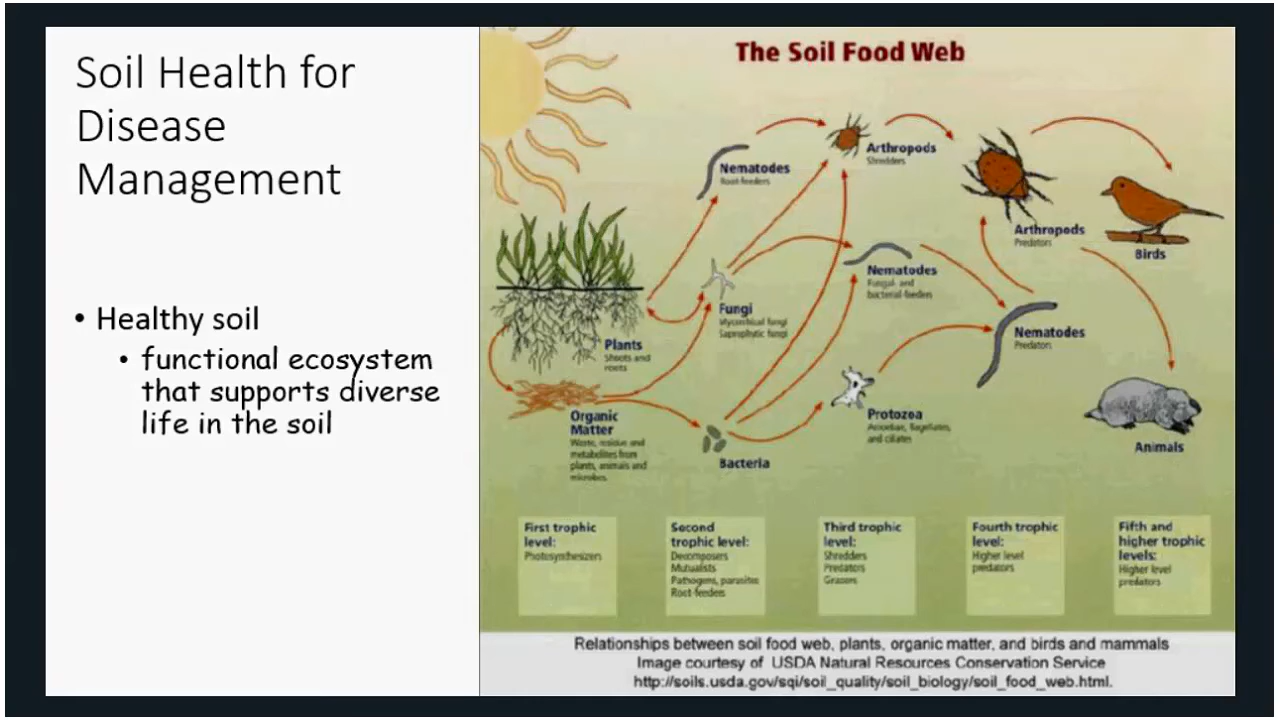 Soil Health for
Disease
Management
• Healthy soil
• functional ecosystem
that supports diverse
life in the soil
The Soil Food Web
Arthropods
Shredders
Nematodes
Root-feeders
Arthropods
Predators
Birds
Nematodes
Fungal- and
bacterial-feeders
Fungi
Mycorrhizal fungi
Saprophytic fungi
Nematodes
Predators
Plants
Shoots and
roots
Organic
Matter
Waste, residue and
metabolites from
plants, animals and
microbes.
Bacteria
Protozoa
Amoebae, flagellates,
and ciliates
Animals
First trophic
level:
Photosynthesizers
Second
trophic level:
Decomposers
Mutualists
Pathogens, parasites
Root-feeders
Third trophic
level:
Shredders
Predators
Grazers
Fourth trophic
level:
Higher level
predators
Fifth and
higher trophic
levels:
Higher level
predators
Relationships between soil food web, plants, organic matter, and birds and mammals
Image courtesy of USDA Natural Resources Conservation Service
http://soils.usda.gov/sqi/soil_quality/soil_biology/soil_food_web.html.